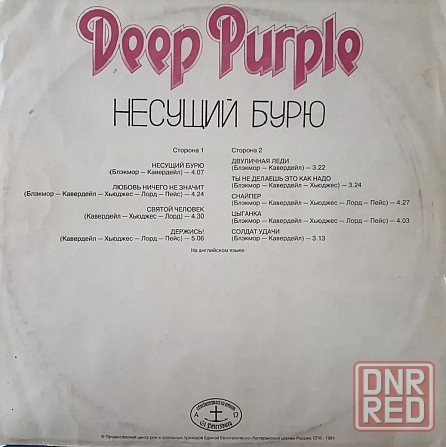 Deep Purple
НЕСУЩИЙ БУРЮ
Сторона 1
НЕСУЩИЙ БУРЮ
(Блэкмор — Кавердейл) — 4.07
ЛЮБОВЬ НИЧЕГО НЕ ЗНАЧИТ
(Блэкмор — Кавердейл — Хьюджес — Лорд — Пейс) — 4.24
СВЯТОЙ ЧЕЛОВЕК
(Кавердейл — Хьюджес — Лорд) — 4.30
ДЕРЖИСЬ!
(Кавердейл — Хьюджес — Лорд — Пейс) — 5.06
Сторона 2
ДВУЛИЧНАЯ ЛЕДИ
(Блэкмор — Кавердейл) — 3.22
ТЫ НЕ ДЕЛАЕШЬ ЭТО КАК НАДО
(Блэкмор — Кавердейл — Хьюджес) — 3.24
СНАЙПЕР
(Блэкмор — Кавердейл — Хьюджес — Лорд — Пейс) — 4.27
ЦЫГАНКА
(Блэкмор — Кавердейл — Хьюджес — Лорд — Пейс) — 4.03
СОЛДАТ УДАЧИ
(Блэкмор — Кавердейл) — 3.13
На английском языке
А Ω
St Petersburg
DNR
RED